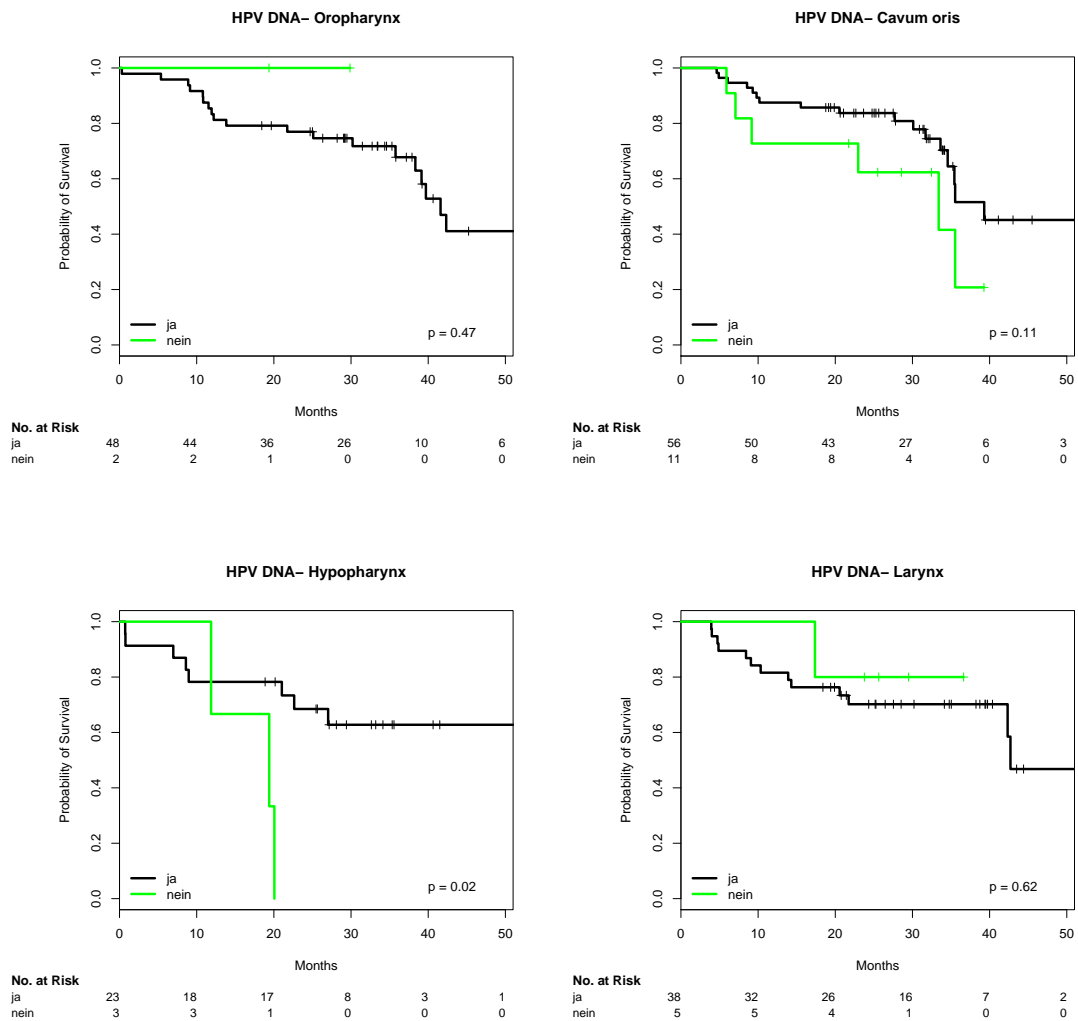 HPV DNA− Oropharynx
Probability of Survival
1.0
0.8
0.6
0.4
0.2
0.0
ja
nein
p = 0.47
0 10 20 30 40 50
Months
No. at Risk
ja 48 44 36 26 10 6
nein 2 2 1 0 0 0
HPV DNA− Cavum oris
Probability of Survival
1.0
0.8
0.6
0.4
0.2
0.0
ja
nein
p = 0.11
0 10 20 30 40 50
Months
No. at Risk
ja 56 50 43 27 6 3
nein 11 8 8 4 0 0
HPV DNA− Hypopharynx
Probability of Survival
1.0
0.8
0.6
0.4
0.2
0.0
ja
nein
p = 0.02
0 10 20 30 40 50
Months
No. at Risk
ja 23 18 17 8 3 1
nein 3 3 1 0 0 0
HPV DNA− Larynx
Probability of Survival
1.0
0.8
0.6
0.4
0.2
0.0
ja
nein
p = 0.62
0 10 20 30 40 50
Months
No. at Risk
ja 38 32 26 16 7 2
nein 5 5 4 1 0 0